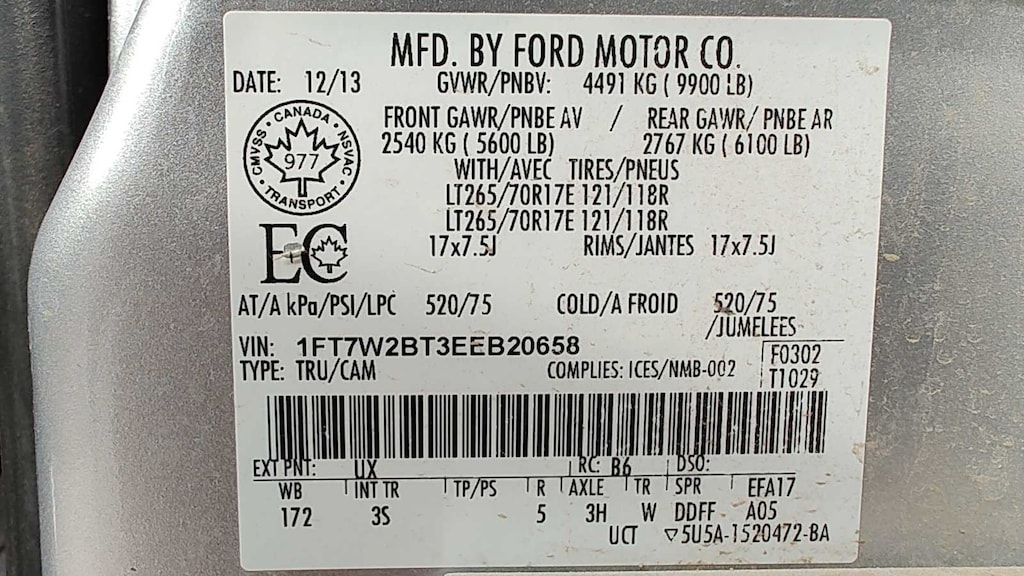 MFD. BY FORD MOTOR CO.
DATE: 12/13 GVWR/PNBV: 4491 KG ( 9900 LB)
FRONT GAWR/PNBE AV / REAR GAWR/ PNBE AR
2540 KG ( 5600 LB) 2767 KG ( 6100 LB)
WITH/AVEC TIRES/PNEUS
LT265/70R17E 121/118R
LT265/70R17E 121/118R
17x7.5J RIMS/JANTES 17x7.5J
CANADA • NSVAC • TRANSPORT • CMVSS •
977
EC
AT/A kPa/PSI/LPC 520/75 COLD/A FROID 520/75
/JUMELEES
VIN: 1FT7W2BT3EEB20658
F0302
TYPE: TRU/CAM COMPLIES: ICES/NMB-002
T1029
EXT PNT: UX RC: B6 DSO:
WB INT TR TP/PS R AXLE TR SPR EFA17
172 3S 5 3H W DDFF A05
UCT ▽5U5A-1520472-BA